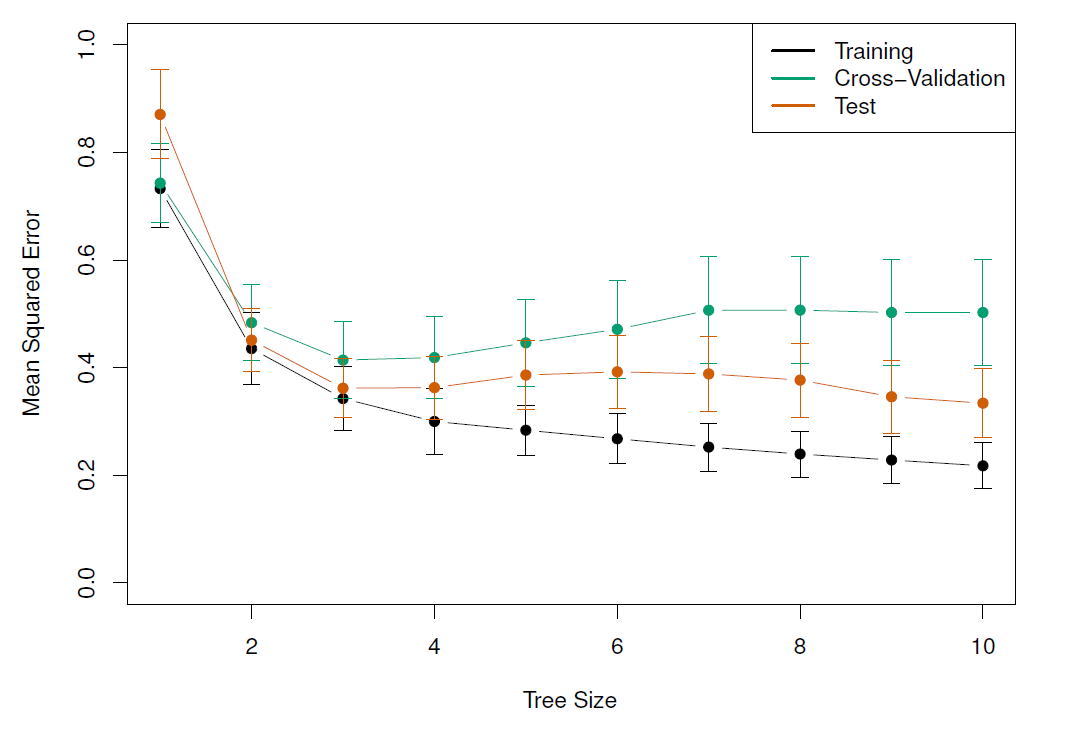 Training
Cross−Validation
Test
1.0
0.8
0.6
0.4
0.2
0.0
Mean Squared Error
2 4 6 8 10
Tree Size